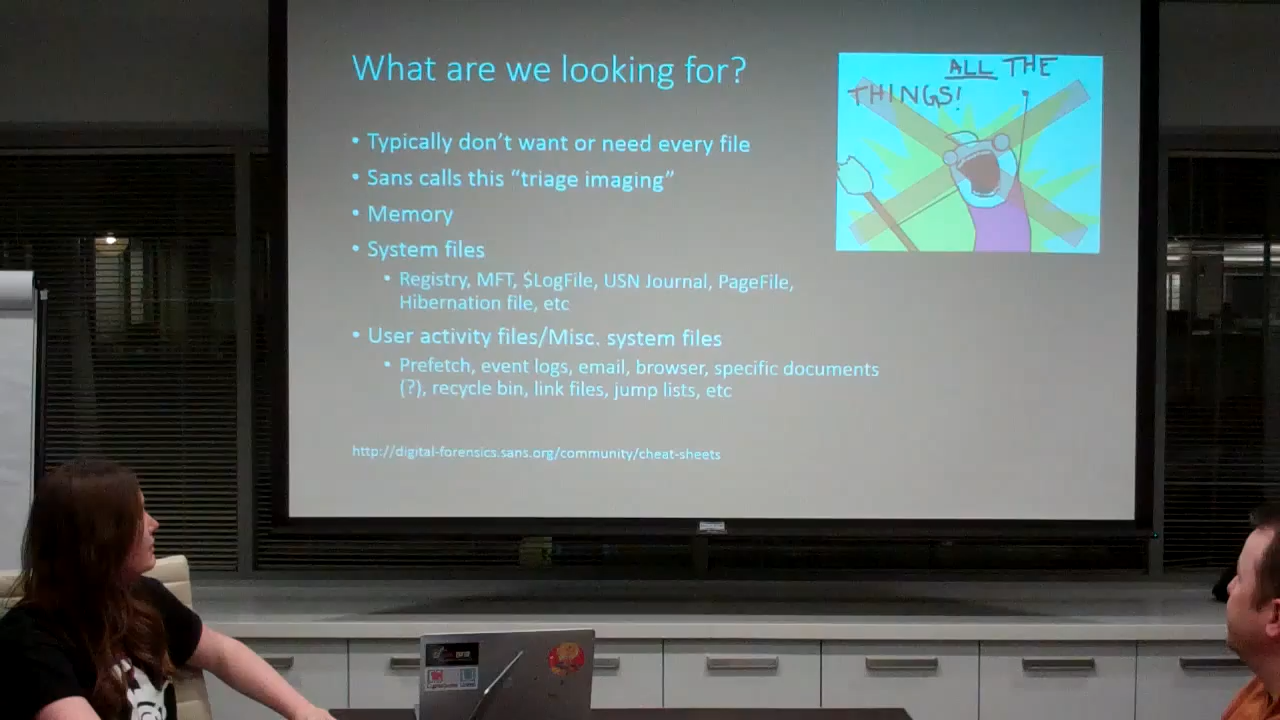 What are we looking for?
ALL THE
THINGS!
• Typically don't want or need every file
• Sans calls this "triage imaging"
• Memory
• System files
• Registry, MFT, $LogFile, USN Journal, PageFile,
Hibernation file, etc
• User activity files/Misc. system files
• Prefetch, event logs, email, browser, specific documents
(?), recycle bin, link files, jump lists, etc
http://digital-forensics.sans.org/community/cheat-sheets